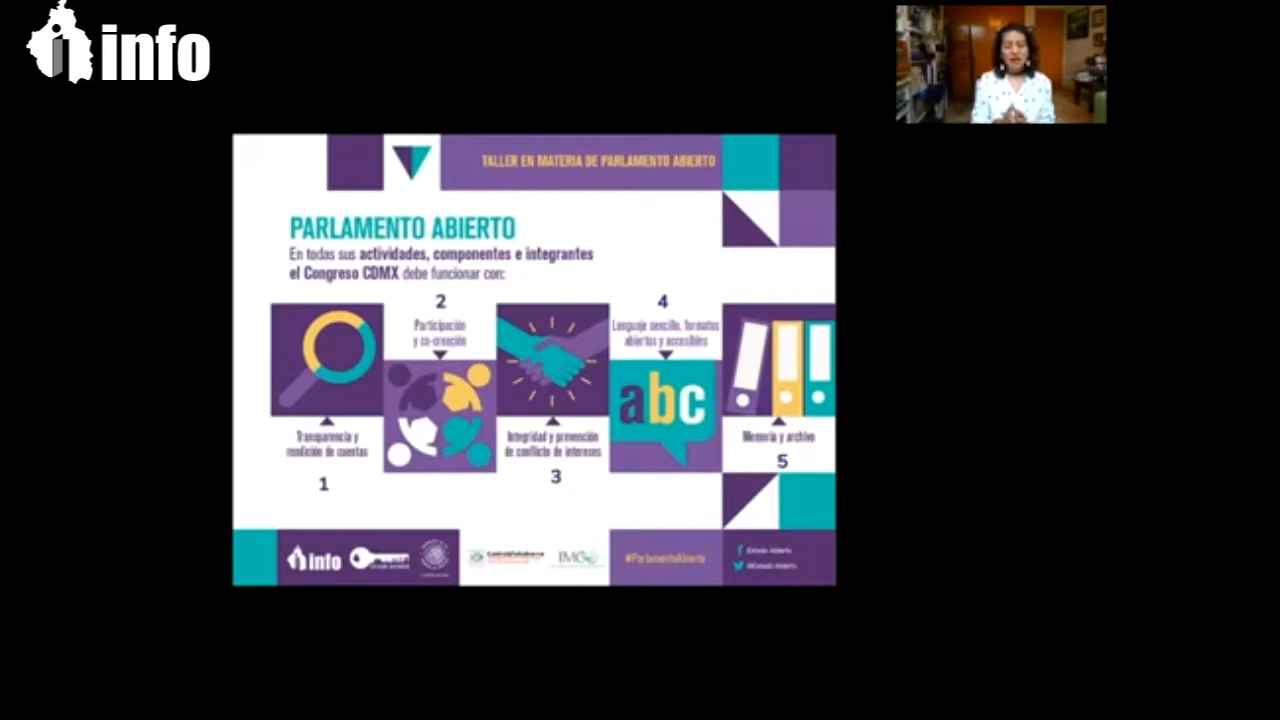 info
TALLER EN MATERIA DE PARLAMENTO ABIERTO
PARLAMENTO ABIERTO
En todas sus actividades, componentes e integrantes
el Congreso CDMX debe funcionar con:
2
Participación
y co-creación
4
Lenguaje sencillo, formatos
abiertos y accesibles
abc
Transparencia y
rendición de cuentas
1
Integridad y prevención
de conflicto de intereses
3
Memoria y archivo
5
info
#ParlamentoAbierto